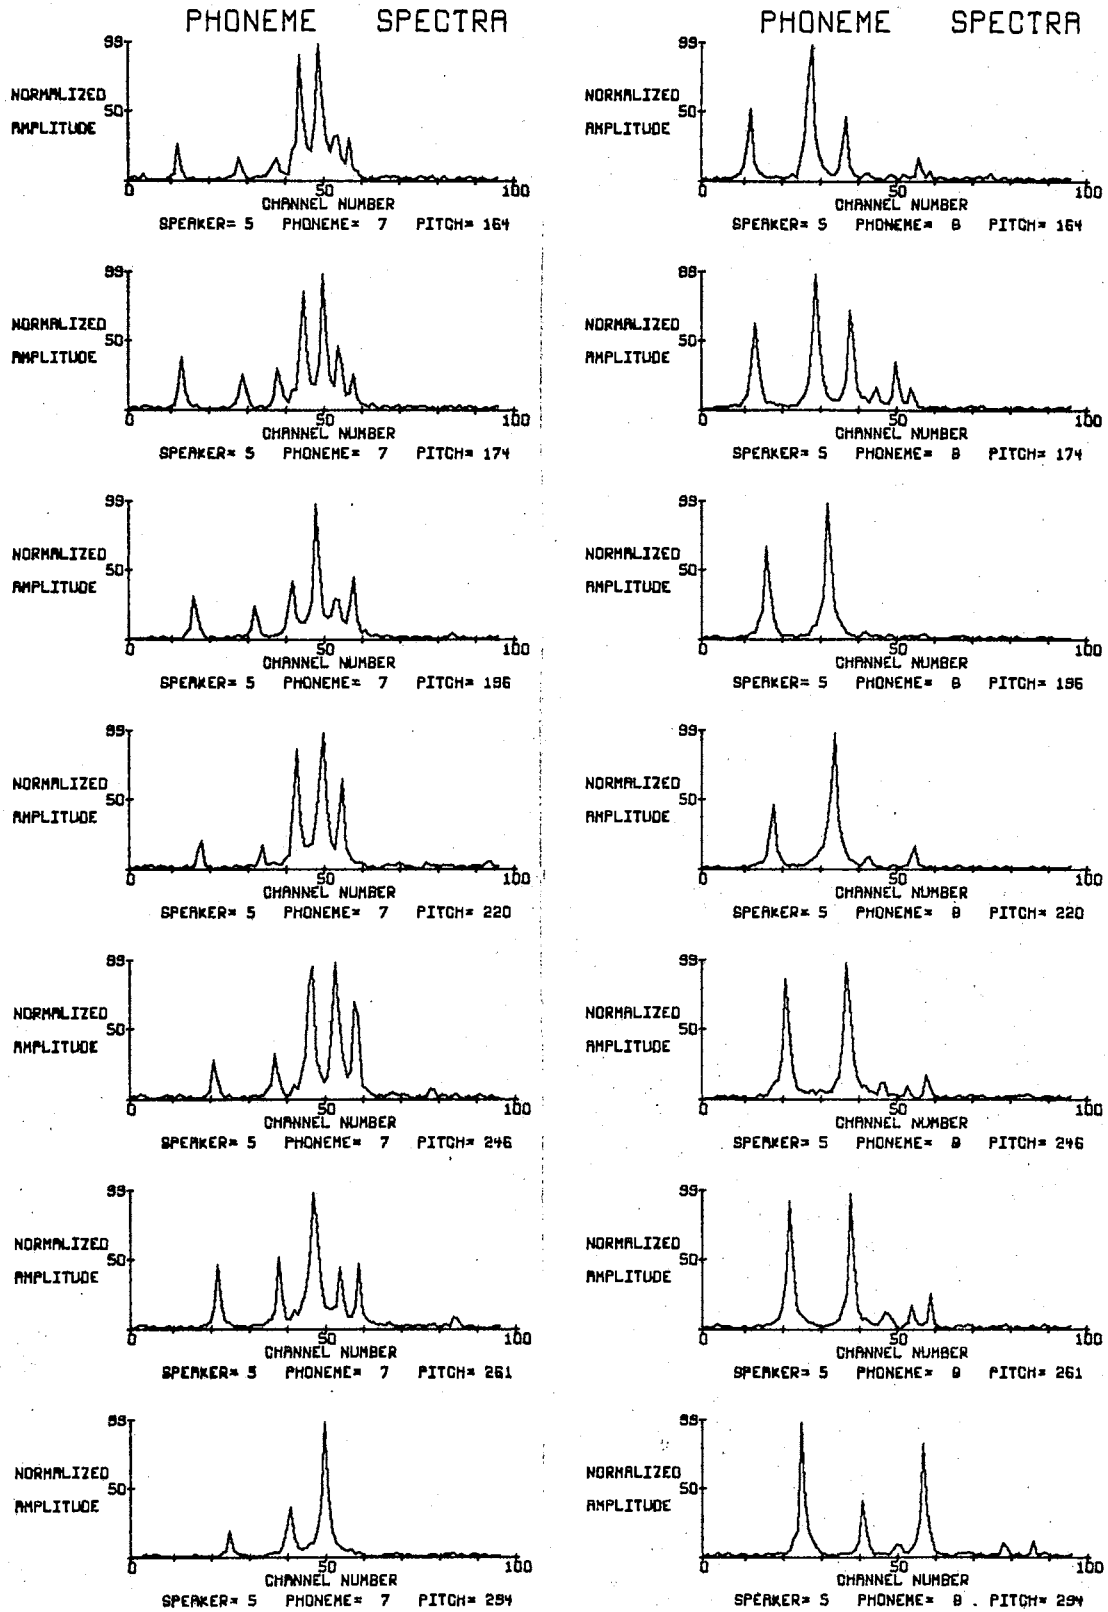 PHONEME SPECTRA
99
NORMALIZED
50
AMPLITUDE
0 50 100
CHANNEL NUMBER
SPEAKER= 5 PHONEME= 7 PITCH= 164
99
NORMALIZED
50
AMPLITUDE
0 50 100
CHANNEL NUMBER
SPEAKER= 5 PHONEME= 7 PITCH= 174
99
NORMALIZED
50
AMPLITUDE
0 50 100
CHANNEL NUMBER
SPEAKER= 5 PHONEME= 7 PITCH= 196
99
NORMALIZED
50
AMPLITUDE
0 50 100
CHANNEL NUMBER
SPEAKER= 5 PHONEME= 7 PITCH= 220
99
NORMALIZED
50
AMPLITUDE
0 50 100
CHANNEL NUMBER
SPEAKER= 5 PHONEME= 7 PITCH= 246
99
NORMALIZED
50
AMPLITUDE
0 50 100
CHANNEL NUMBER
SPEAKER= 5 PHONEME= 7 PITCH= 261
99
NORMALIZED
50
AMPLITUDE
0 50 100
CHANNEL NUMBER
SPEAKER= 5 PHONEME= 7 PITCH= 294
PHONEME SPECTRA
99
NORMALIZED
50
AMPLITUDE
0 50 100
CHANNEL NUMBER
SPEAKER= 5 PHONEME= 8 PITCH= 164
99
NORMALIZED
50
AMPLITUDE
0 50 100
CHANNEL NUMBER
SPEAKER= 5 PHONEME= 8 PITCH= 174
99
NORMALIZED
50
AMPLITUDE
0 50 100
CHANNEL NUMBER
SPEAKER= 5 PHONEME= 8 PITCH= 196
99
NORMALIZED
50
AMPLITUDE
0 50 100
CHANNEL NUMBER
SPEAKER= 5 PHONEME= 8 PITCH= 220
99
NORMALIZED
50
AMPLITUDE
0 50 100
CHANNEL NUMBER
SPEAKER= 5 PHONEME= 8 PITCH= 246
99
NORMALIZED
50
AMPLITUDE
0 50 100
CHANNEL NUMBER
SPEAKER= 5 PHONEME= 8 PITCH= 261
99
NORMALIZED
50
AMPLITUDE
0 50 100
CHANNEL NUMBER
SPEAKER= 5 PHONEME= 8 PITCH= 294